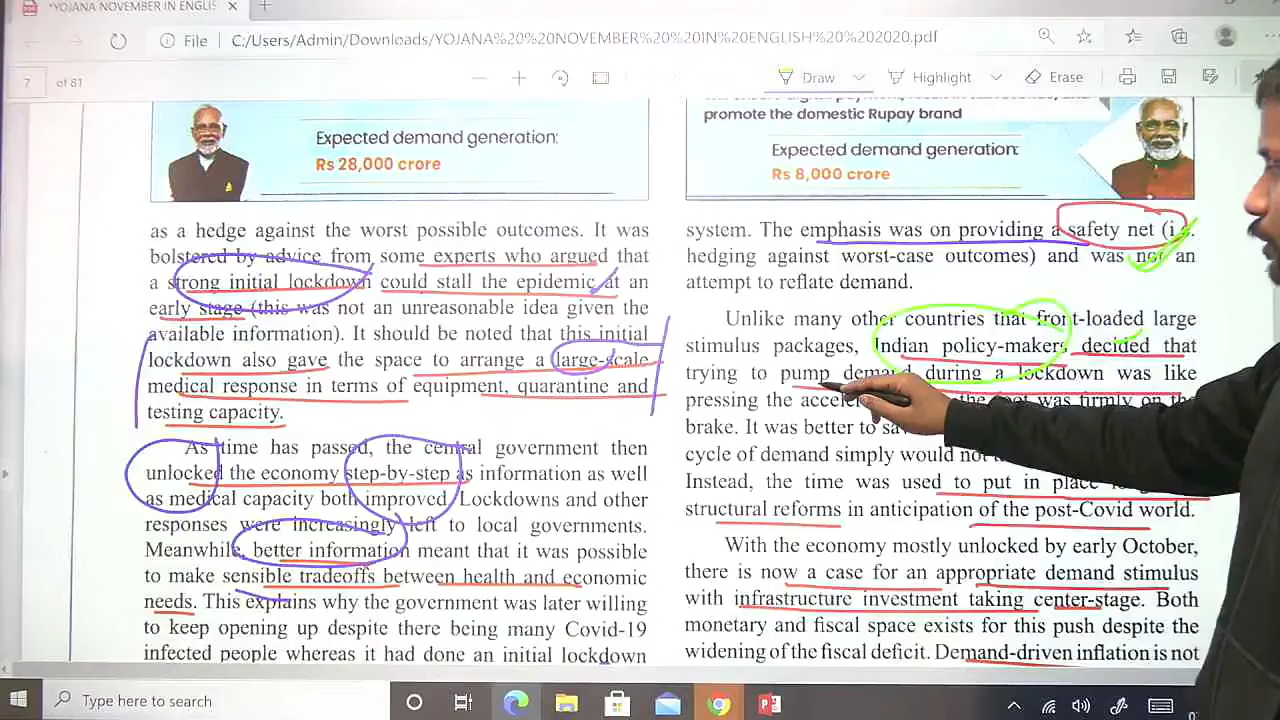 *YOJANA NOVEMBER IN ENGLIS
File
C:/Users/Admin/Downloads/YOJANA%20%20NOVEMBER%20%20IN%20ENGLISH%20%202020.pdf
7 of 81
Draw
Highlight
Erase
Expected demand generation:
Rs 28,000 crore
as a hedge against the worst possible outcomes. It was
bolstered by advice from some experts who argued that
a strong initial lockdown could stall the epidemic at an
early stage (this was not an unreasonable idea given the
available information). It should be noted that this initial
lockdown also gave the space to arrange a large-scale
medical response in terms of equipment, quarantine and
testing capacity.
As time has passed, the central government then
unlocked the economy step-by-step as information as well
as medical capacity both improved. Lockdowns and other
responses were increasingly left to local governments.
Meanwhile, better information meant that it was possible
to make sensible tradeoffs between health and economic
needs. This explains why the government was later willing
to keep opening up despite there being many Covid-19
infected people whereas it had done an initial lockdown
promote the domestic Rupay brand
Expected demand generation:
Rs 8,000 crore
system. The emphasis was on providing a safety net (i.e.
hedging against worst-case outcomes) and was not an
attempt to reflate demand.
Unlike many other countries that front-loaded large
stimulus packages, Indian policy-makers decided that
trying to pump demand during a lockdown was like
pressing the the foot was firmly on the
brake. It was better to
cycle of demand simply would not
Instead, the time was used to put in place
structural reforms in anticipation of the post-Covid world.
With the economy mostly unlocked by early October,
there is now a case for an appropriate demand stimulus
with infrastructure investment taking center-stage. Both
monetary and fiscal space exists for this push despite the
widening of the fiscal deficit. Demand-driven inflation is not
Type here to search